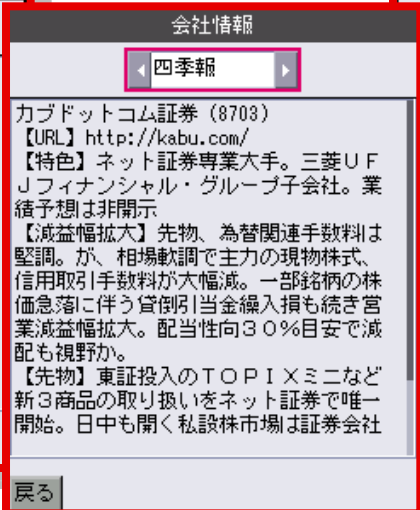 会社情報
四季報
カブドットコム証券 (8703)
【URL】http://kabu.com/
【特色】ネット証券専業大手。三菱ＵＦ
Ｊフィナンシャル・グループ子会社。業
績予想は非開示
【減益幅拡大】先物、為替関連手数料は
堅調。が、相場軟調で主力の現物株式、
信用取引手数料が大幅減。一部銘柄の株
価急落に伴う貸倒引当金繰入損も続き営
業減益幅拡大。配当性向３０％目安で減
配も視野か。
【先物】東証投入のＴＯＰＩＸミニなど
新３商品の取り扱いをネット証券で唯一
開始。日中も開く私設株市場は証券会社
戻る